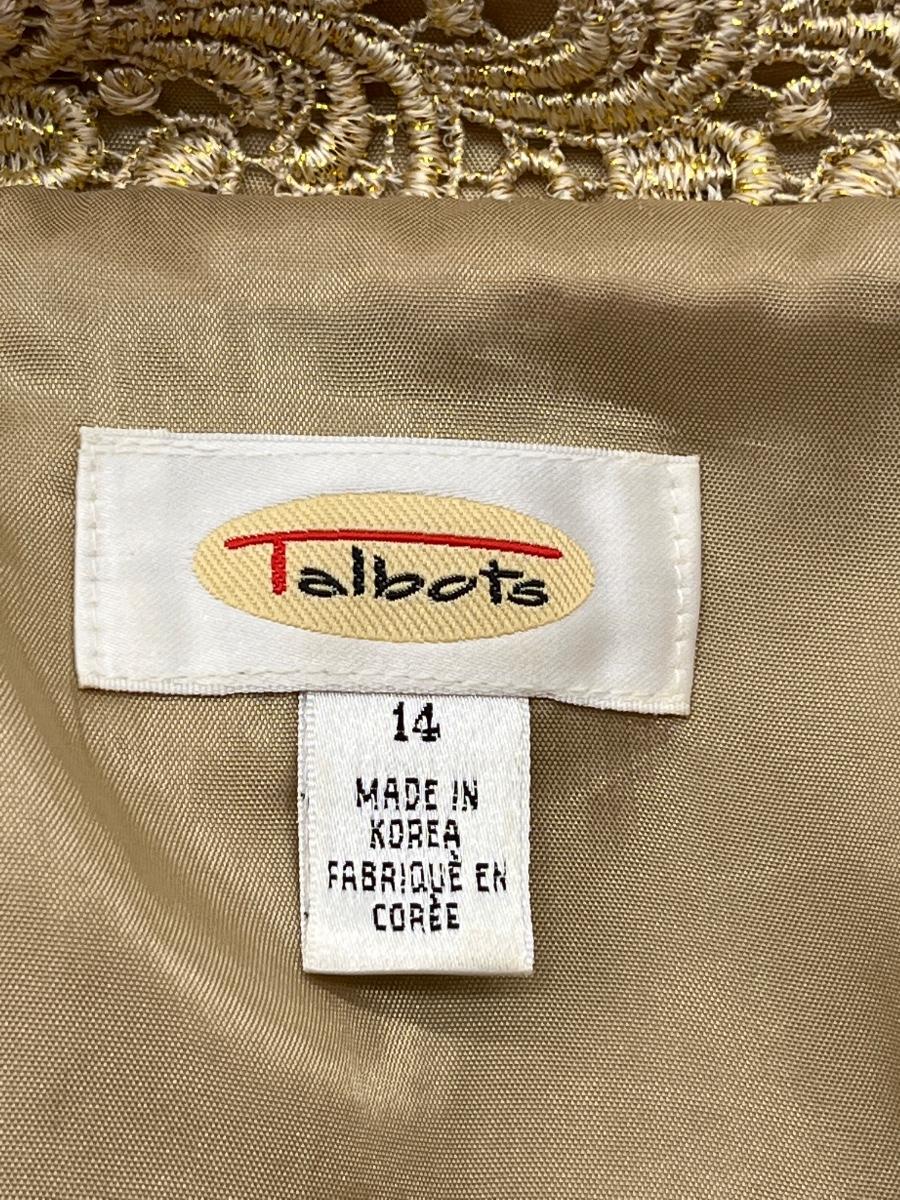 Talbots
14
MADE IN
KOREA
FABRIQUÈ EN
CORÈE